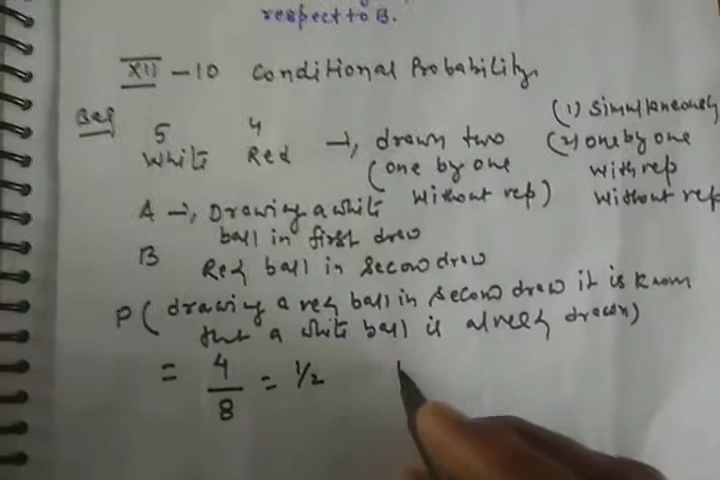 respect to B.
XII - 10 Conditional Probability
Bag 5 White 4 Red → drawn two (one by one without rep)
(1) Simultaneously
(2) one by one
with rep
without rep
A → Drawing a white ball in first draw
B Red ball in second draw
P ( drawing a red ball in second draw it is know
that a white ball is already drawn)
= 4/8 = 1/2